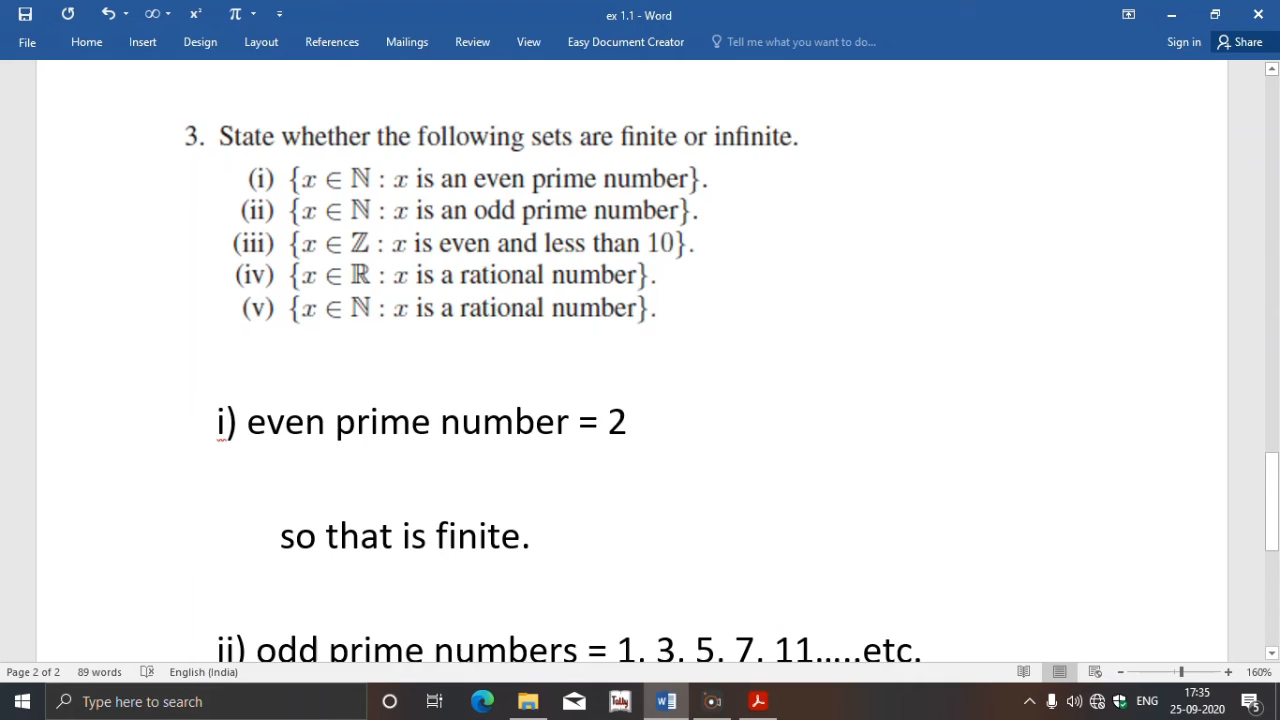 ex 1.1 - Word
File Home Insert Design Layout References Mailings Review View Easy Document Creator Tell me what you want to do... Sign in Share
3. State whether the following sets are finite or infinite.
(i) {x ∈ ℕ : x is an even prime number}.
(ii) {x ∈ ℕ : x is an odd prime number}.
(iii) {x ∈ ℤ : x is even and less than 10}.
(iv) {x ∈ ℝ : x is a rational number}.
(v) {x ∈ ℕ : x is a rational number}.
i) even prime number = 2
so that is finite.
ii) odd prime numbers = 1, 3, 5, 7, 11.....etc.
Page 2 of 2 89 words English (India) 160%
Type here to search Tally ENG 17:35
25-09-2020 5